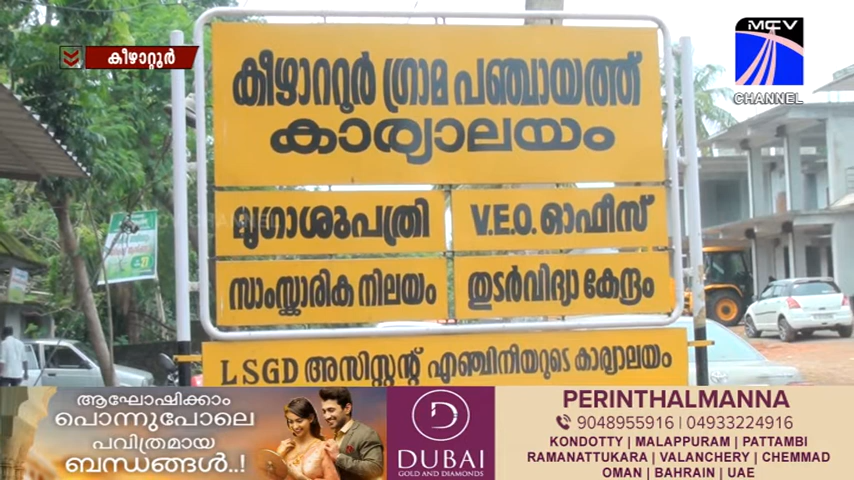 കീഴാറ്റൂർ
MCV
CHANNEL
കീഴാററൂർ ഗ്രാമ പഞ്ചായത്ത്
കാര്യാലയം
മൃഗാശുപത്രി
V.E.O. ഓഫീസ്
സാംസ്ക്കാരിക നിലയം
തുടർവിദ്യാ കേന്ദ്രം
LSGD അസിസ്റ്റന്റ് എഞ്ചിനീയറുടെ കാര്യാലയം
ആഘോഷിക്കാം
പൊന്നുപോലെ
പവിത്രമായ
ബന്ധങ്ങൾ..!
D
DUBAI
GOLD AND DIAMONDS
PERINTHALMANNA
9048955916 | 04933224916
KONDOTTY | MALAPPURAM | PATTAMBI
RAMANATTUKARA | VALANCHERY | CHEMMAD
OMAN | BAHRAIN | UAE